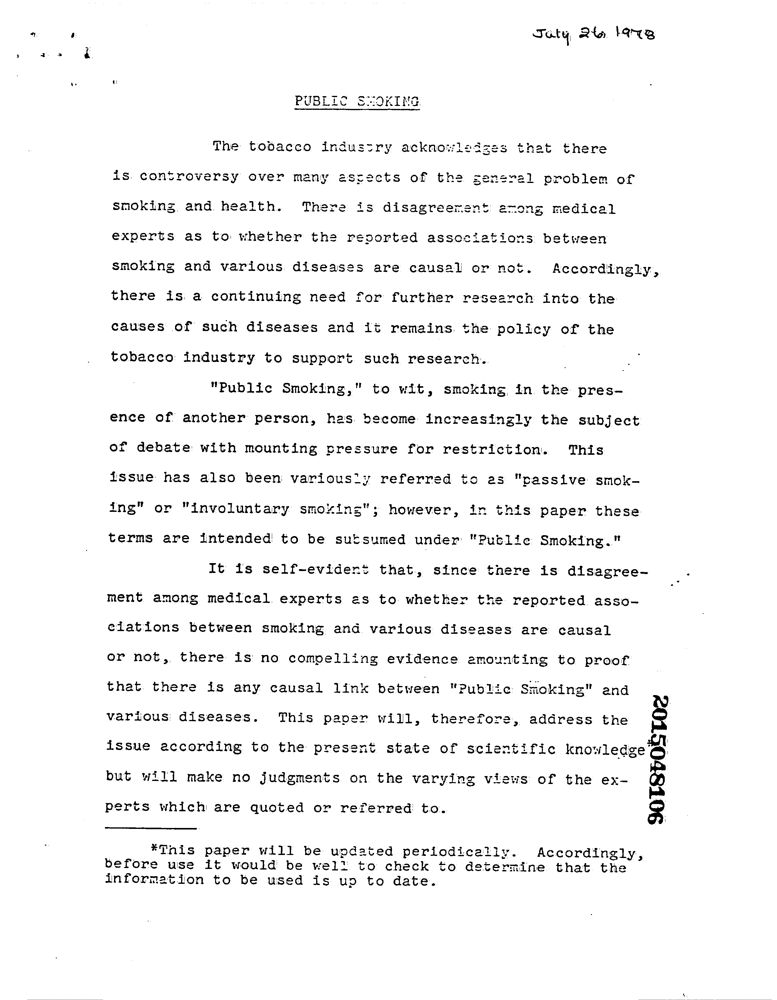 July 26, 1978
PUBLIC SMOKING
The tobacco industry acknowledges that there
is controversy over many aspects of the general problem of
smoking and health. There is disagreement among medical
experts as to whether the reported associations between
smoking and various diseases are causal or not. Accordingly,
there is a continuing need for further research into the
causes of such diseases and it remains the policy of the
tobacco industry to support such research.
"Public Smoking," to wit, smoking in the pres-
ence of another person, has become increasingly the subject
of debate with mounting pressure for restriction. This
issue has also been variously referred to as "passive smok-
ing" or "involuntary smoking"; however, in this paper these
terms are intended to be subsumed under "Public Smoking."
It is self-evident that, since there is disagree-
ment among medical experts as to whether the reported asso-
ciations between smoking and various diseases are causal
or not, there is no compelling evidence amounting to proof
that there is any causal link between "Public Smoking" and
various diseases. This paper will, therefore, address the
issue according to the present state of scientific knowledge*
but will make no judgments on the varying views of the ex-
perts which are quoted or referred to.
*This paper will be updated periodically. Accordingly,
before use it would be well to check to determine that the
information to be used is up to date.
2015048106